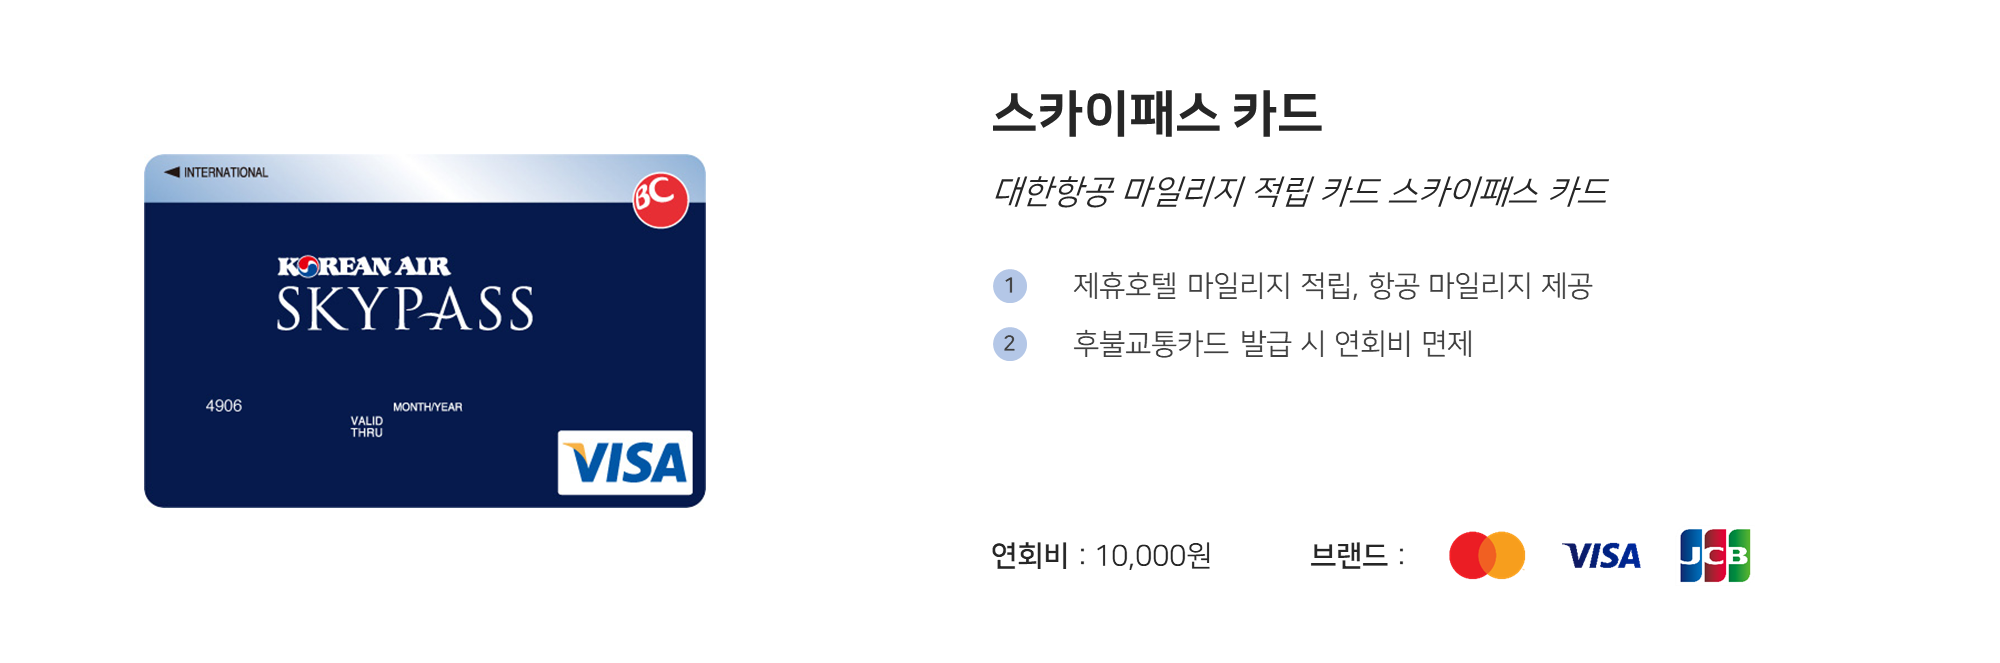 스카이패스 카드
대한항공 마일리지 적립 카드 스카이패스 카드
INTERNATIONAL
BC
KOREAN AIR
SKYPASS
4906
MONTH/YEAR
VALID
THRU
VISA
1 제휴호텔 마일리지 적립, 항공 마일리지 제공
2 후불교통카드 발급 시 연회비 면제
연회비 : 10,000원 브랜드 : VISA JCB